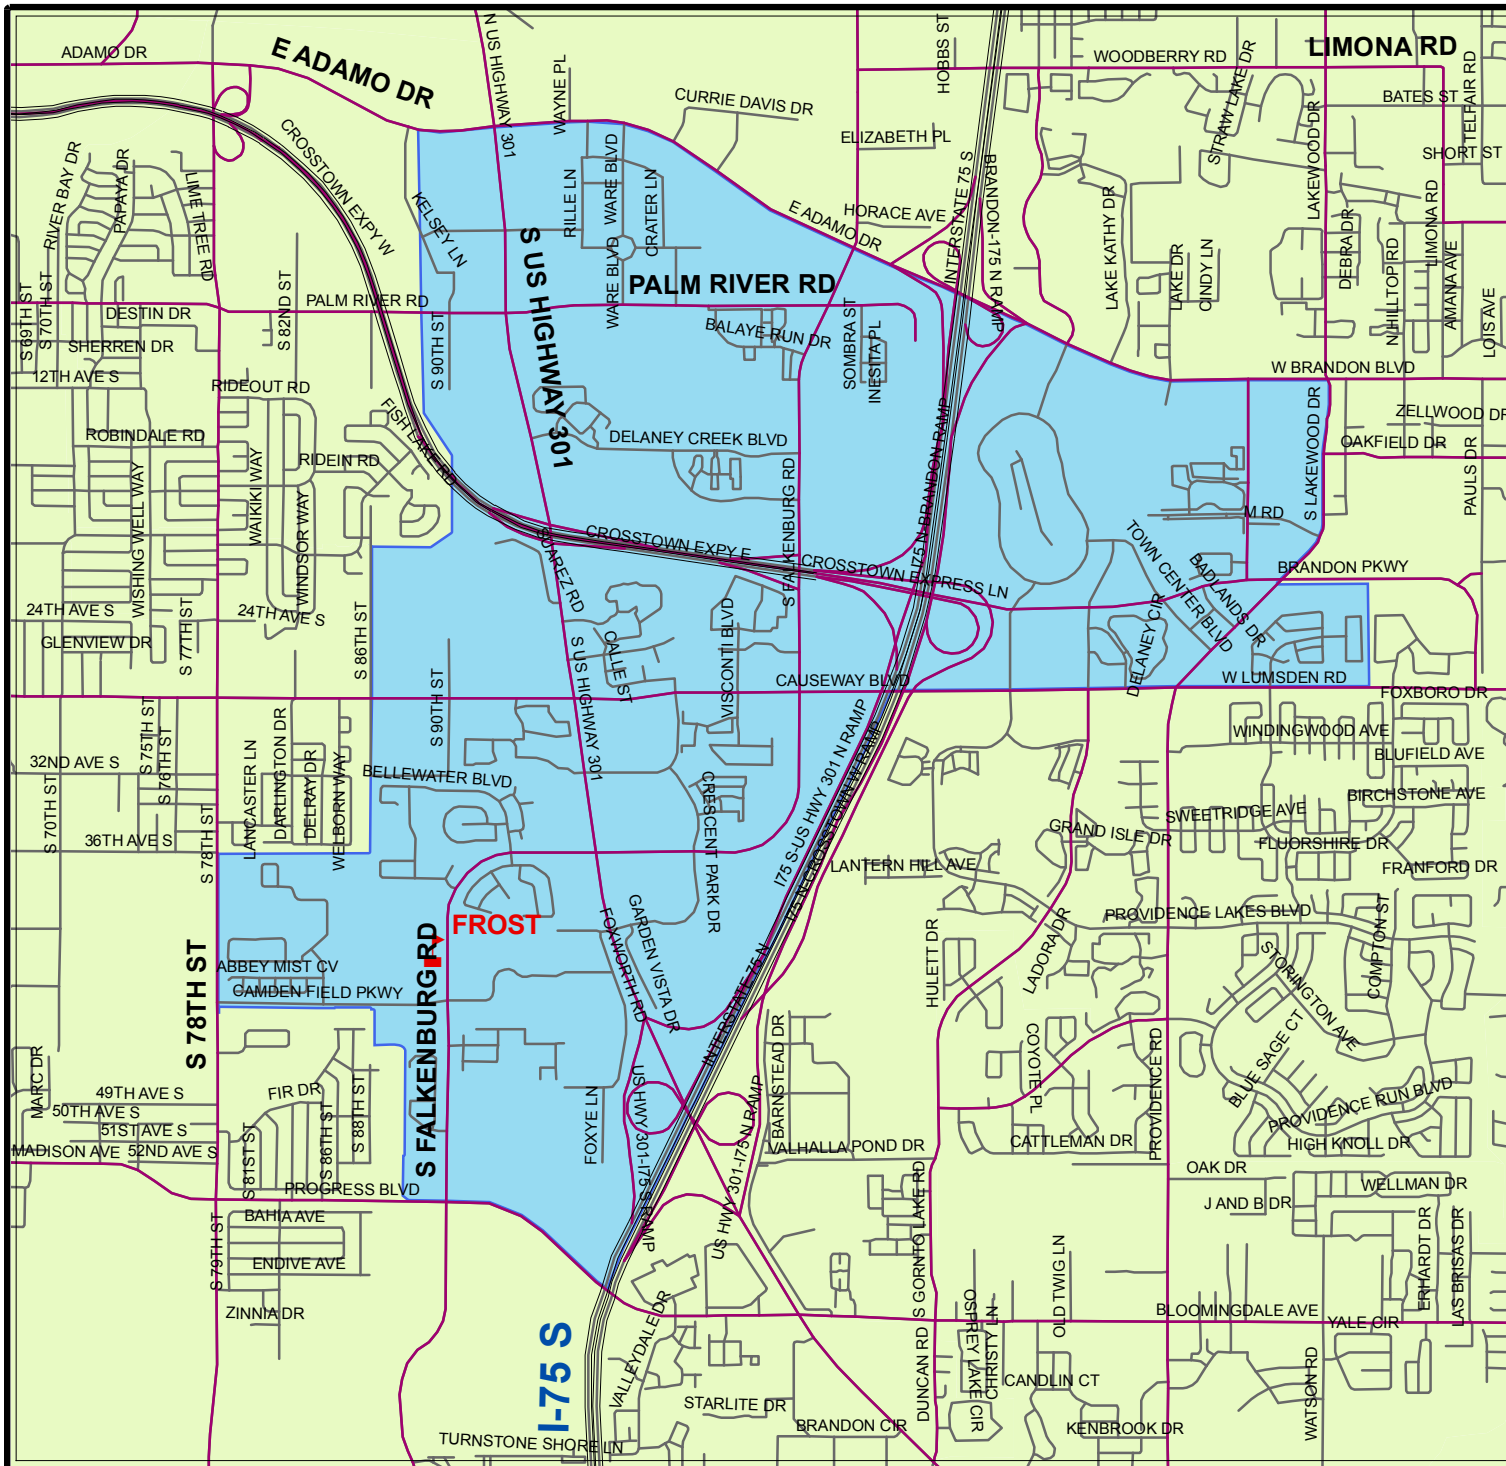 ADAMO DR
E ADAMO DR
N US HIGHWAY 301
WAYNE PL
CURRIE DAVIS DR
ELIZABETH PL
HOBBS ST
WOODBERRY RD
LIMONA RD
STRAW LAKE DR
LAKEWOOD DR
BATES ST
TELFAIR RD
SHORT ST
CROSSTOWN EXPY W
RIVER BAY DR
PAPAYA DR
LIME TREE RD
KELSEY LN
RILLE LN
WARE BLVD
CRATER LN
E ADAMO DR
HORACE AVE
INTERSTATE 75 S
BRANDON-175 N RAMP
LAKE KATHY DR
LAKE DR
CINDY LN
DEBRA DR
N HILLTOP RD
LIMONA RD
AMANA AVE
LOIS AVE
S 69TH ST
S 70TH ST
DESTIN DR
SHERREN DR
12TH AVE S
S 82ND ST
PALM RIVER RD
S 90TH ST
S US HIGHWAY 301
WARE BLVD
PALM RIVER RD
BALAYE RUN DR
SOMBRA ST
INESITA PL
W BRANDON BLVD
RIDEOUT RD
ROBINDALE RD
RIDEIN RD
FISH LAKE RD
DELANEY CREEK BLVD
ZELLWOOD DR
OAKFIELD DR
S LAKEWOOD DR
PAULS DR
WISHING WELL WAY
WAIKIKI WAY
WINDSOR WAY
S FALKENBURG RD
I75 N-BRANDON RAMP
M RD
CROSSTOWN EXPY E
CROSSTOWN EXPRESS LN
SUAREZ RD
TOWN CENTER BLVD
BADLANDS DR
BRANDON PKWY
24TH AVE S
24TH AVE S
GLENVIEW DR
S 77TH ST
S 86TH ST
S 90TH ST
S US HIGHWAY 301
CALLE ST
VISCONTI BLVD
CAUSEWAY BLVD
DELANEY CIR
W LUMSDEN RD
FOXBORO DR
S 75TH ST
S 76TH ST
32ND AVE S
S 70TH ST
36TH AVE S
S 78TH ST
LANCASTER LN
DARLINGTON DR
DELRAY DR
WELBORN WAY
BELLEWATER BLVD
CRESCENT PARK DR
I75 S-US HWY 301 N RAMP
I75 N-CROSSTOWN W RAMP
WINDINGWOOD AVE
BLUFIELD AVE
BIRCHSTONE AVE
SWEETRIDGE AVE
GRAND ISLE DR
FLUORSHIRE DR
FRANFORD DR
LANTERN HILL AVE
FROST
S FALKENBURG RD
FOXWORTH RD
GARDEN VISTA DR
HULETT DR
LADORA DR
PROVIDENCE LAKES BLVD
STORINGTON AVE
COMPTON ST
S 78TH ST
ABBEY MIST CV
CAMDEN FIELD PKWY
INTERSTATE 75 N
MARC DR
49TH AVE S
50TH AVE S
51ST AVE S
52ND AVE S
MADISON AVE
FIR DR
S 81ST ST
S 86TH ST
S 88TH ST
PROGRESS BLVD
FOXYE LN
US HWY 301-I75 S RAMP
US HWY 301-I75 N RAMP
BARNSTEAD DR
VALHALLA POND DR
COYOTE PL
CATTLEMAN DR
PROVIDENCE RD
BLUE SAGE CT
PROVIDENCE RUN BLVD
HIGH KNOLL DR
OAK DR
WELLMAN DR
J AND B DR
S 79TH ST
BAHIA AVE
ENDIVE AVE
ZINNIA DR
I-75 S
VALLEYDALE DR
STARLITE DR
BRANDON CIR
TURNSTONE SHORE LN
S GORNTO LAKE RD
DUNCAN RD
OSPREY LAKE CIR
CHRISTY LN
OLD TWIG LN
CANDLIN CT
KENBROOK DR
BLOOMINGDALE AVE
YALE CIR
WATSON RD
ERHARDT DR
LAS BRISAS DR